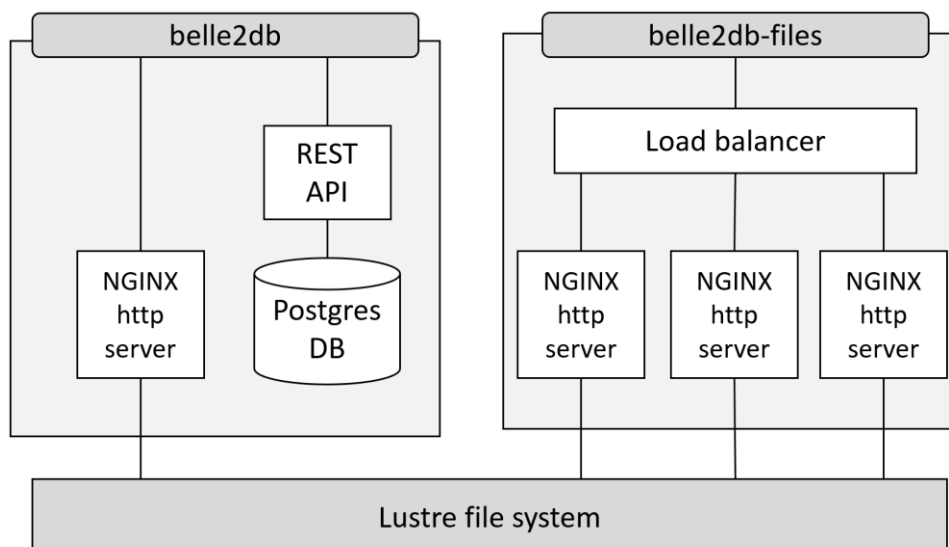 belle2db
belle2db-files
REST
API
Load balancer
NGINX
http
server
Postgres
DB
NGINX
http
server
NGINX
http
server
NGINX
http
server
Lustre file system